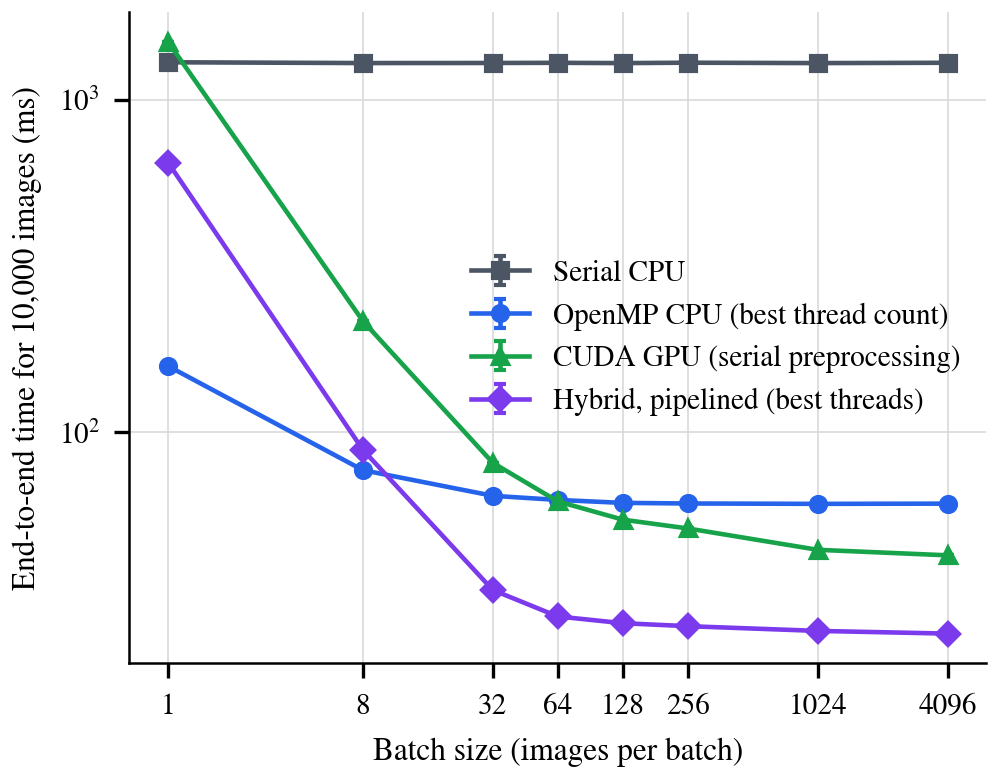 End-to-end time for 10,000 images (ms)
10³
10²
Serial CPU
OpenMP CPU (best thread count)
CUDA GPU (serial preprocessing)
Hybrid, pipelined (best threads)
1 8 32 64 128 256 1024 4096
Batch size (images per batch)